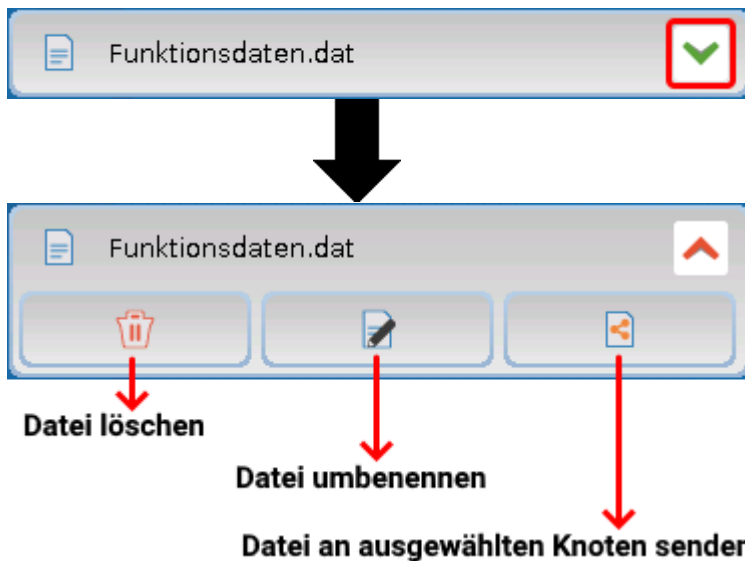 Funktionsdaten.dat
Funktionsdaten.dat
Datei löschen
Datei umbenennen
Datei an ausgewählten Knoten sender